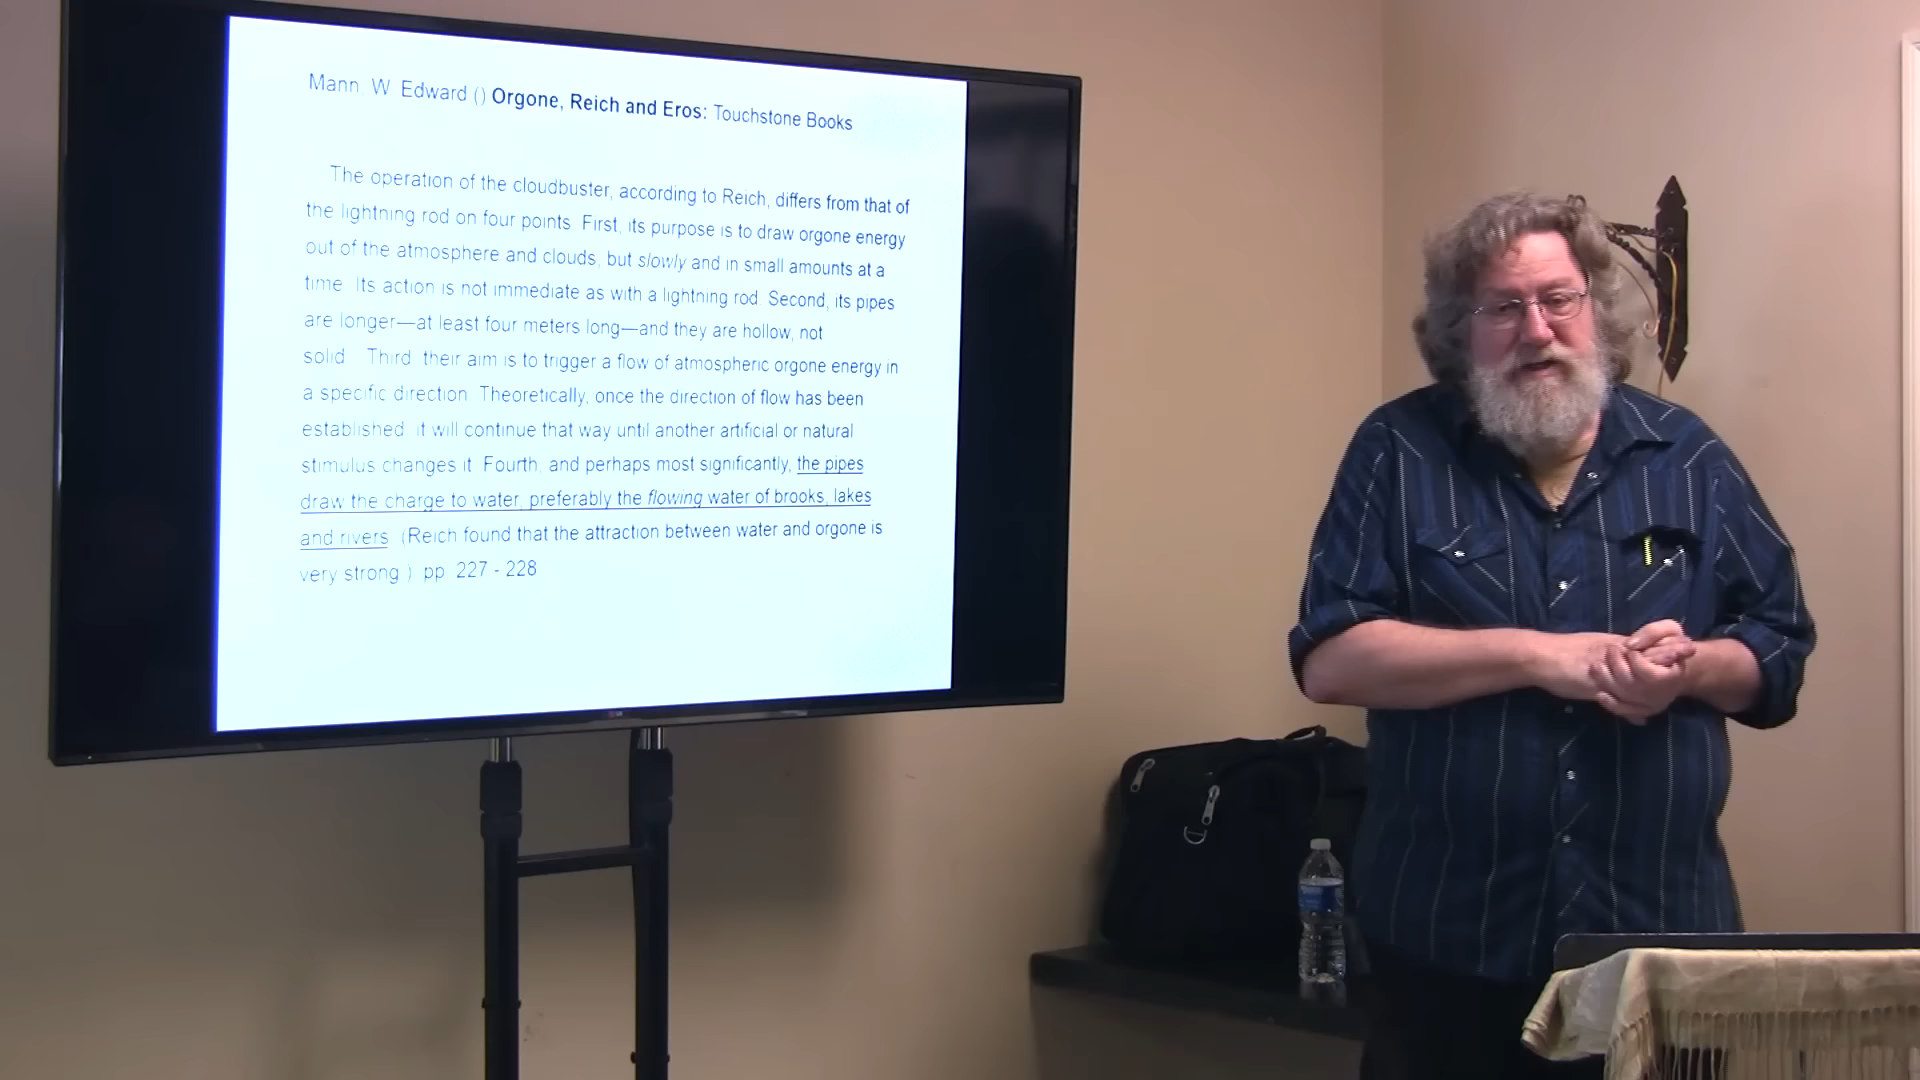 Mann W Edward () Orgone, Reich and Eros: Touchstone Books
The operation of the cloudbuster, according to Reich, differs from that of
the lightning rod on four points First, its purpose is to draw orgone energy
out of the atmosphere and clouds, but slowly and in small amounts at a
time Its action is not immediate as with a lightning rod Second, its pipes
are longer—at least four meters long—and they are hollow, not
solid Third their aim is to trigger a flow of atmospheric orgone energy in
a specific direction Theoretically, once the direction of flow has been
established it will continue that way until another artificial or natural
stimulus changes it Fourth, and perhaps most significantly, the pipes
draw the charge to water, preferably the flowing water of brooks, lakes
and rivers (Reich found that the attraction between water and orgone is
very strong ) pp 227 - 228